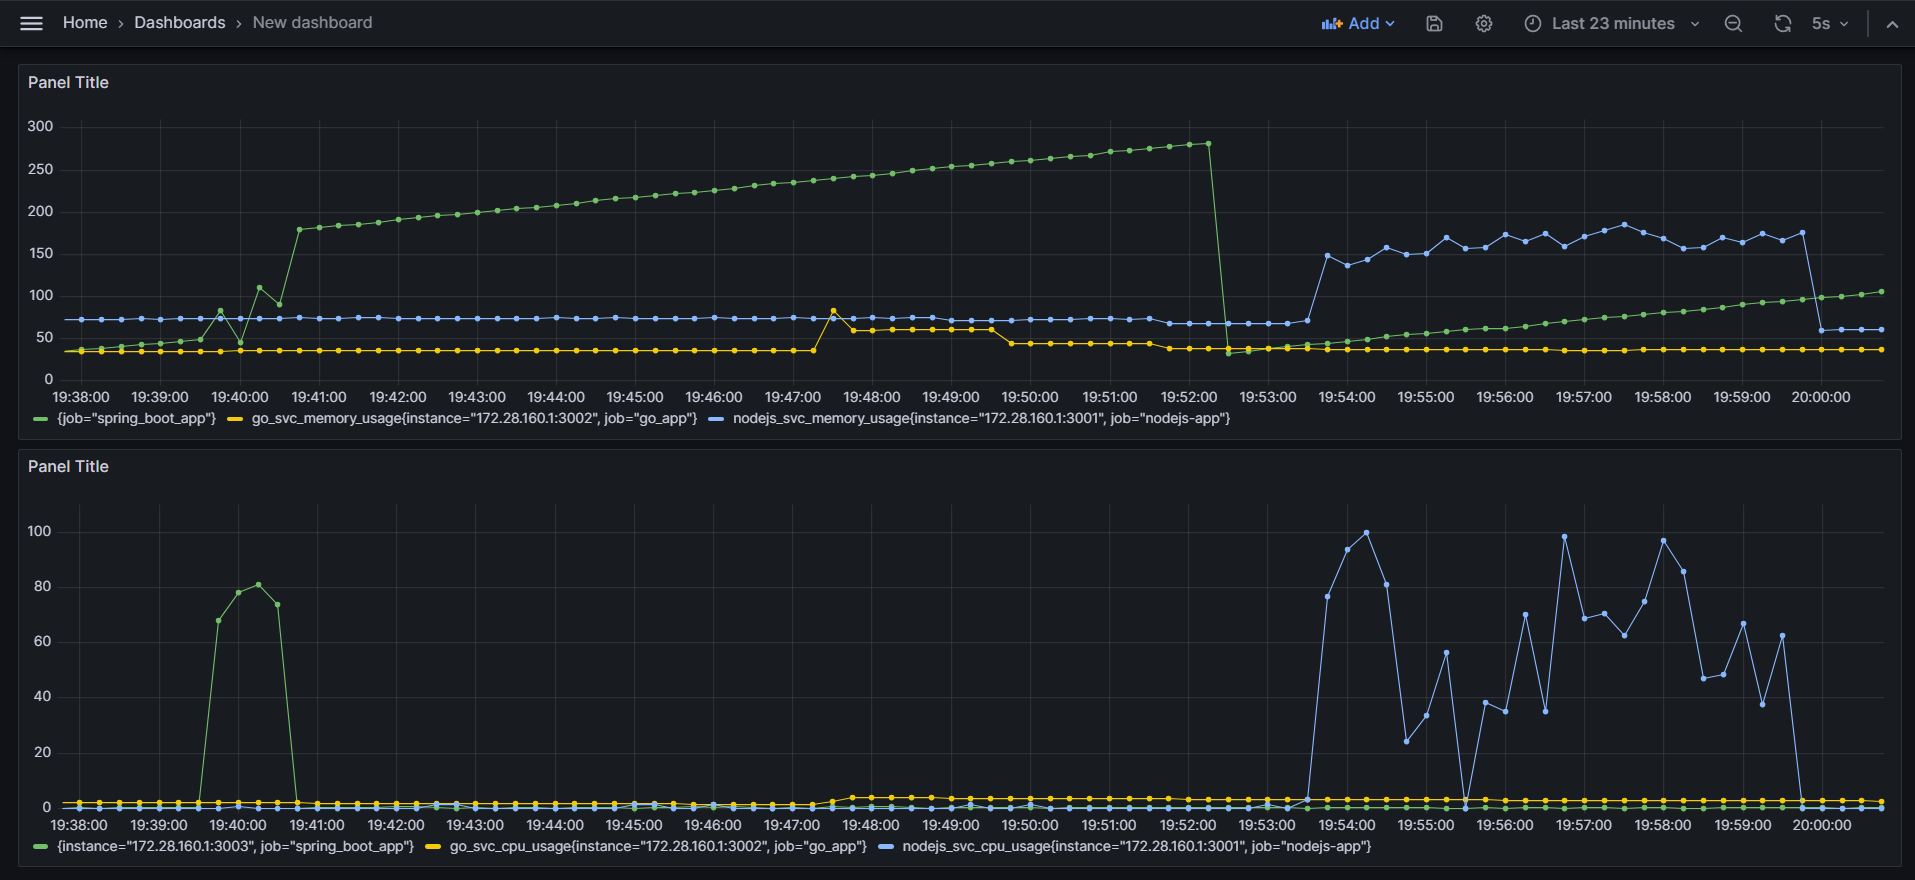 Home › Dashboards › New dashboard Add Last 23 minutes 5s
Panel Title
300
250
200
150
100
50
0
19:38:00 19:39:00 19:40:00 19:41:00 19:42:00 19:43:00 19:44:00 19:45:00 19:46:00 19:47:00 19:48:00 19:49:00 19:50:00 19:51:00 19:52:00 19:53:00 19:54:00 19:55:00 19:56:00 19:57:00 19:58:00 19:59:00 20:00:00
{job="spring_boot_app"} go_svc_memory_usage{instance="172.28.160.1:3002", job="go_app"} nodejs_svc_memory_usage{instance="172.28.160.1:3001", job="nodejs-app"}
Panel Title
100
80
60
40
20
0
19:38:00 19:39:00 19:40:00 19:41:00 19:42:00 19:43:00 19:44:00 19:45:00 19:46:00 19:47:00 19:48:00 19:49:00 19:50:00 19:51:00 19:52:00 19:53:00 19:54:00 19:55:00 19:56:00 19:57:00 19:58:00 19:59:00 20:00:00
{instance="172.28.160.1:3003", job="spring_boot_app"} go_svc_cpu_usage{instance="172.28.160.1:3002", job="go_app"} nodejs_svc_cpu_usage{instance="172.28.160.1:3001", job="nodejs-app"}